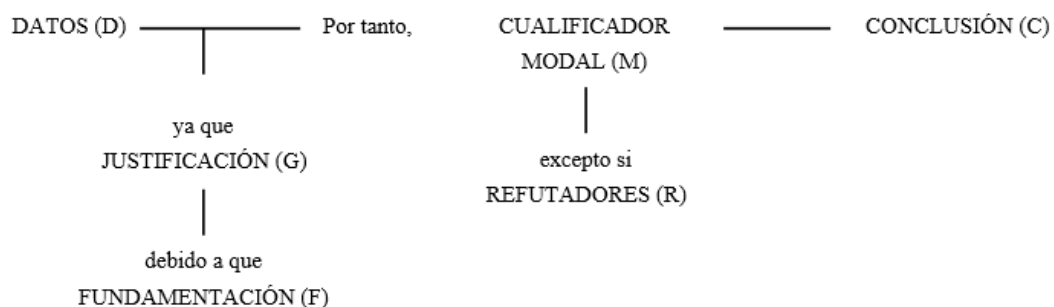 DATOS (D) Por tanto, CUALIFICADOR CONCLUSIÓN (C)
MODAL (M)
ya que
JUSTIFICACIÓN (G)
excepto si
REFUTADORES (R)
debido a que
FUNDAMENTACIÓN (F)